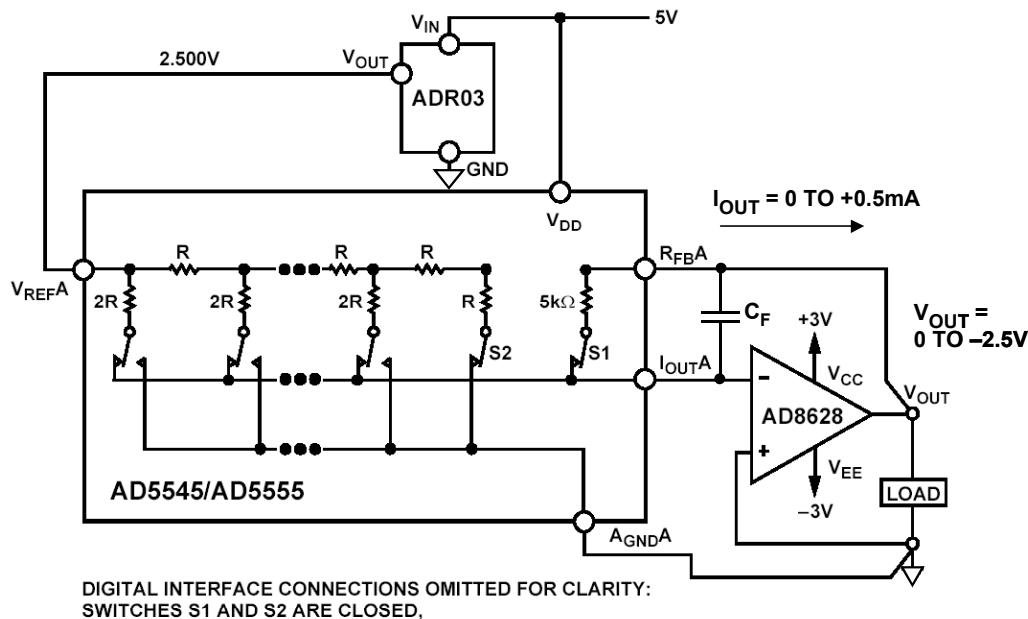 V_IN
5V
2.500V
V_OUT
ADR03
GND
V_DD
I_OUT = 0 TO +0.5mA
R
R
R
R_FBA
V_REFA
2R
2R
2R
R
5kΩ
C_F
+3V
V_OUT =
0 TO –2.5V
S2
S1
I_OUTA
V_CC
V_OUT
–
AD8628
+
V_EE
LOAD
AD5545/AD5555
–3V
A_GNDA
DIGITAL INTERFACE CONNECTIONS OMITTED FOR CLARITY:
SWITCHES S1 AND S2 ARE CLOSED,